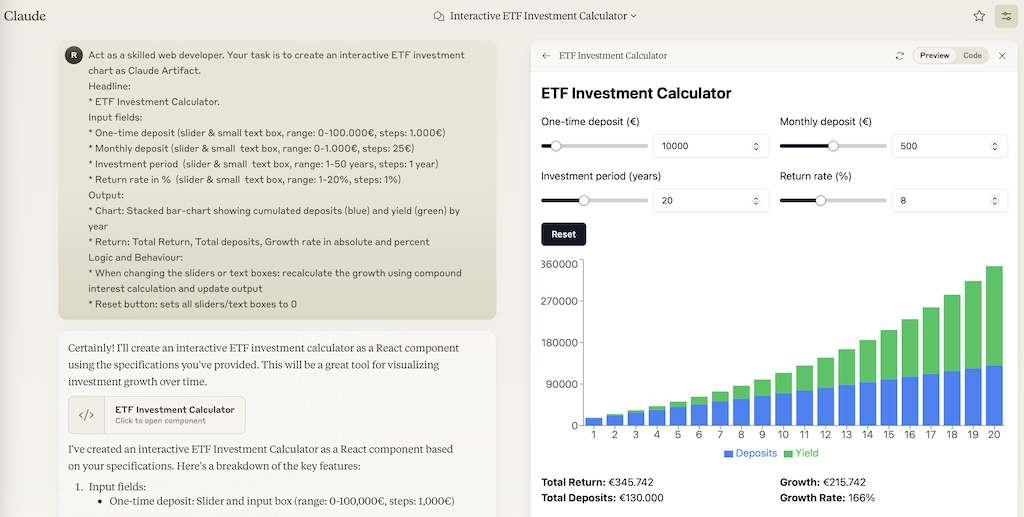 Claude
Interactive ETF Investment Calculator
R
Act as a skilled web developer. Your task is to create an interactive ETF investment
chart as Claude Artifact.
Headline:
* ETF Investment Calculator.
Input fields:
* One-time deposit (slider & small text box, range: 0-100.000€, steps: 1.000€)
* Monthly deposit (slider & small text box, range: 0-1.000€, steps: 25€)
* Investment period (slider & small text box, range: 1-50 years, steps: 1 year)
* Return rate in % (slider & small text box, range: 1-20%, steps: 1%)
Output:
* Chart: Stacked bar-chart showing cumulated deposits (blue) and yield (green) by
year
* Return: Total Return, Total deposits, Growth rate in absolute and percent
Logic and Behaviour:
* When changing the sliders or text boxes: recalculate the growth using compound
interest calculation and update output
* Reset button: sets all sliders/text boxes to 0
Certainly! I'll create an interactive ETF investment calculator as a React component
using the specifications you've provided. This will be a great tool for visualizing
investment growth over time.
</>
ETF Investment Calculator
Click to open component
I've created an interactive ETF Investment Calculator as a React component based
on your specifications. Here's a breakdown of the key features:
1. Input fields:
• One-time deposit: Slider and input box (range: 0-100,000€, steps: 1,000€)
ETF Investment Calculator
Preview
Code
ETF Investment Calculator
One-time deposit (€)
10000
Monthly deposit (€)
500
Investment period (years)
20
Return rate (%)
8
Reset
360000
270000
180000
90000
0
1 2 3 4 5 6 7 8 9 10 11 12 13 14 15 16 17 18 19 20
Deposits Yield
Total Return: €345.742
Total Deposits: €130.000
Growth: €215.742
Growth Rate: 166%